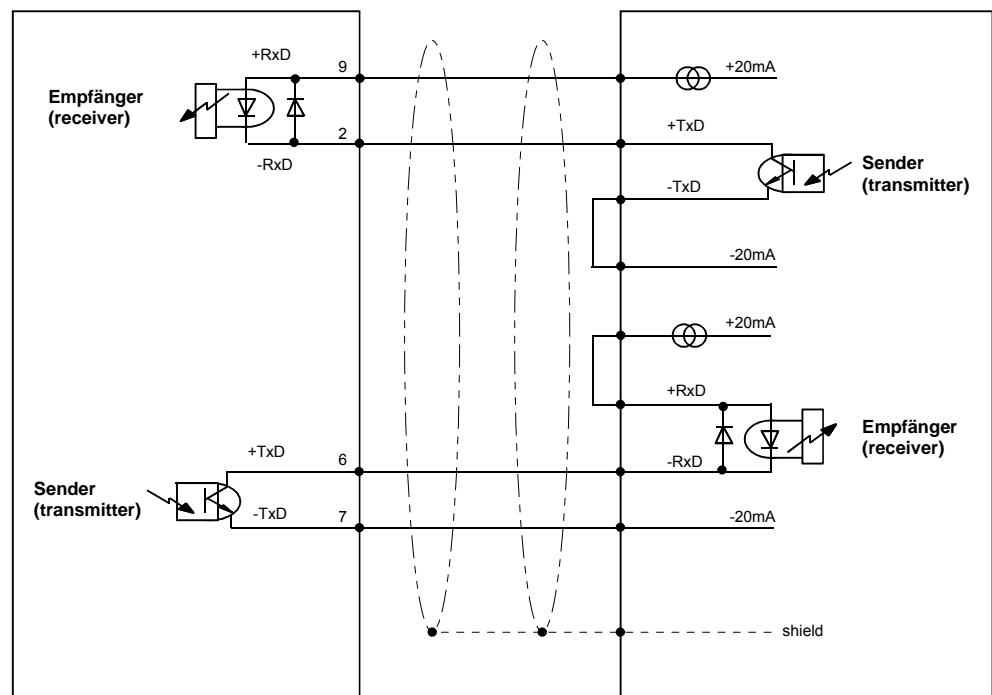 +RxD
9
+20mA
Empfänger
(receiver)
2
+TxD
-RxD
Sender
(transmitter)
-TxD
-20mA
+20mA
+RxD
Empfänger
(receiver)
+TxD
6
-RxD
Sender
(transmitter)
-TxD
7
-20mA
shield